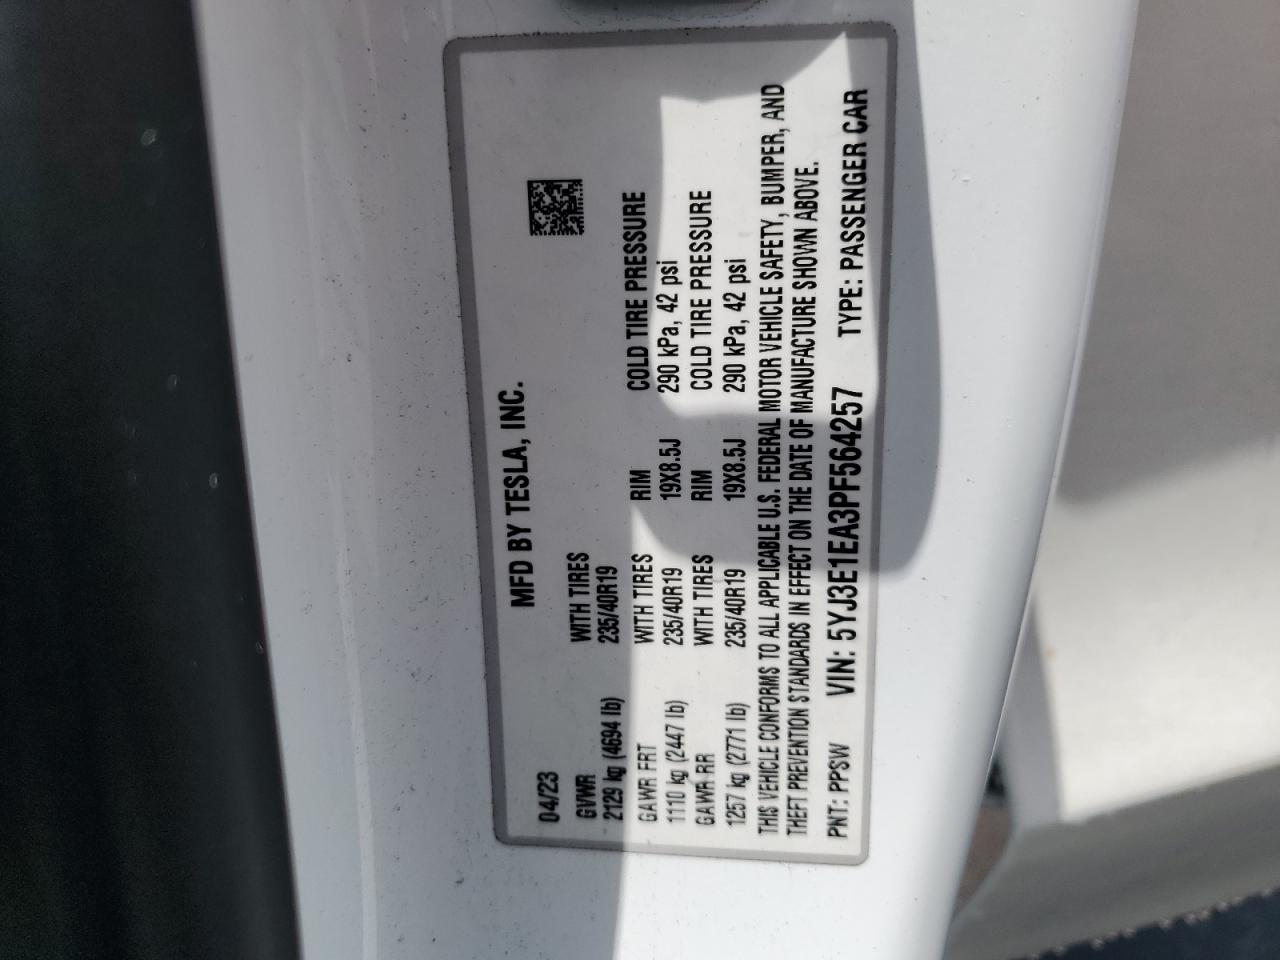 MFD BY TESLA, INC.
04/23
GVWR WITH TIRES
2129 kg (4694 lb) 235/40R19
GAWR FRT WITH TIRES RIM COLD TIRE PRESSURE
1110 kg (2447 lb) 235/40R19 19X8.5J 290 kPa, 42 psi
GAWR RR WITH TIRES RIM COLD TIRE PRESSURE
1257 kg (2771 lb) 235/40R19 19X8.5J 290 kPa, 42 psi
THIS VEHICLE CONFORMS TO ALL APPLICABLE U.S. FEDERAL MOTOR VEHICLE SAFETY, BUMPER, AND
THEFT PREVENTION STANDARDS IN EFFECT ON THE DATE OF MANUFACTURE SHOWN ABOVE.
PNT: PPSW VIN: 5YJ3E1EA3PF564257 TYPE: PASSENGER CAR